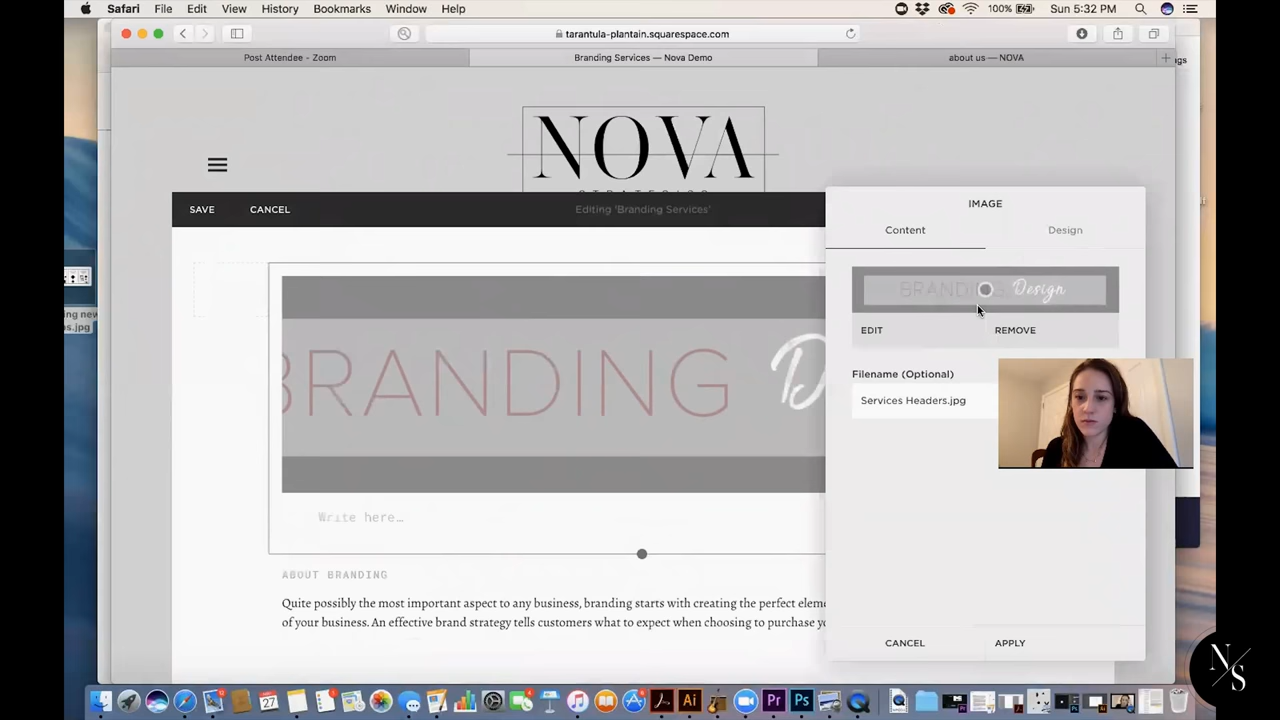 Safari File Edit View History Bookmarks Window Help 100% Sun 5:32 PM
tarantula-plantain.squarespace.com
Post Attendee - Zoom Branding Services — Nova Demo about us — NOVA
NOVA
SAVE CANCEL Editing 'Branding Services'
IMAGE
Content Design
BRANDING Design
EDIT REMOVE
BRANDING
Filename (Optional)
Services Headers.jpg
Write here...
ABOUT BRANDING
Quite possibly the most important aspect to any business, branding starts with creating the perfect
of your business. An effective brand strategy tells customers what to expect when choosing to purchase
CANCEL APPLY
N/S